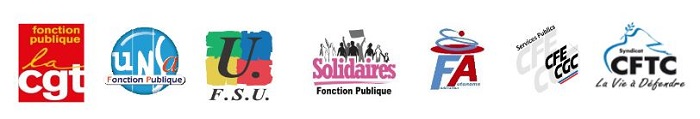 fonction
publique
la
cgt
UNSa
Fonction Publique
U.
F.S.U.
Solidaires
Fonction Publique
FA
Autonome
Services Publics
CFE
CGC
Syndicat
CFTC
La Vie à Défendre